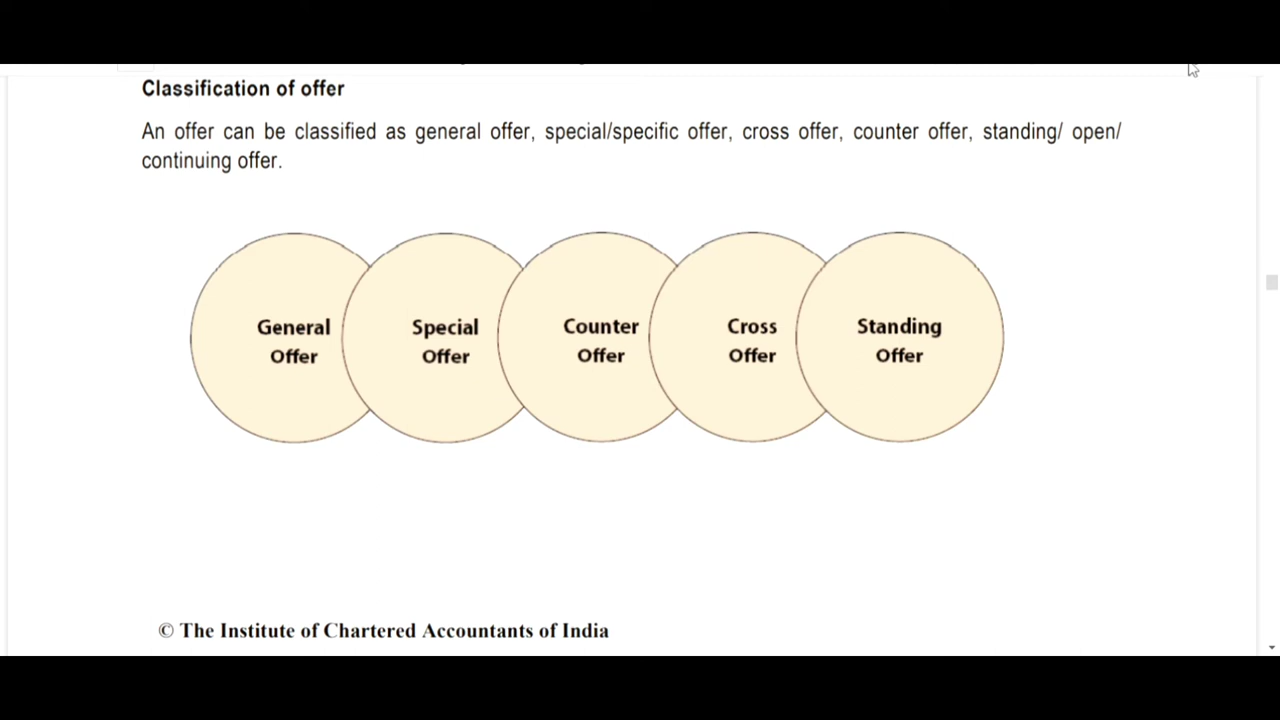 Classification of offer
An offer can be classified as general offer, special/specific offer, cross offer, counter offer, standing/ open/
continuing offer.
General
Offer
Special
Offer
Counter
Offer
Cross
Offer
Standing
Offer
© The Institute of Chartered Accountants of India